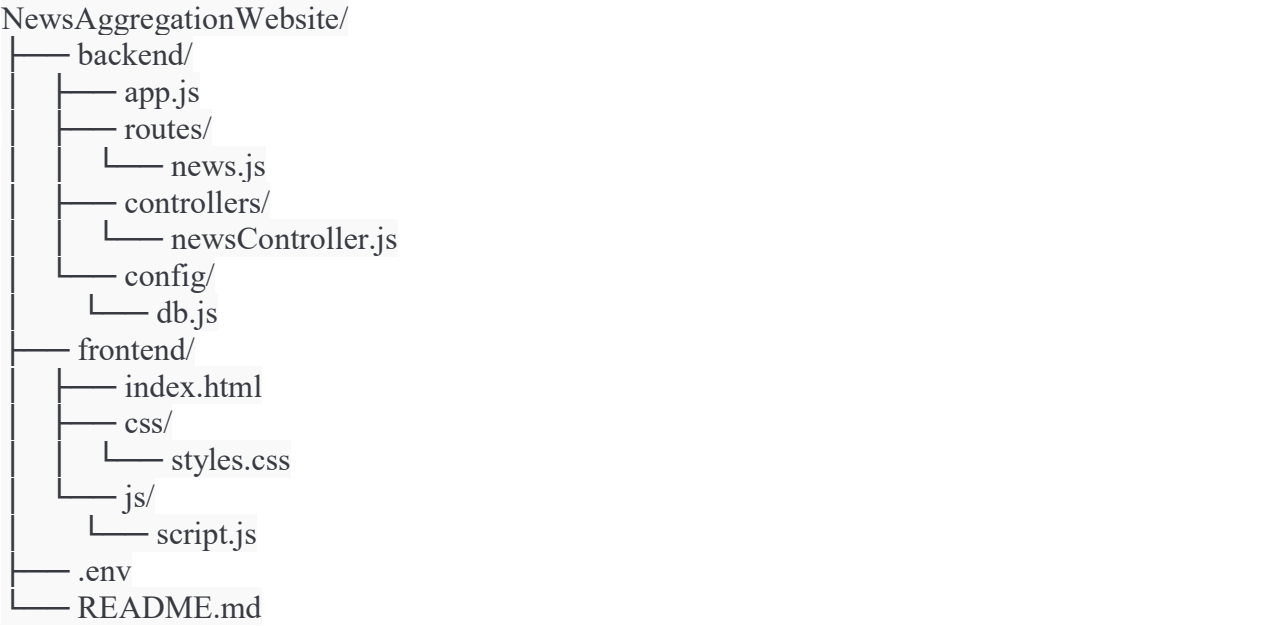 NewsAggregationWebsite/
├── backend/
│   ├── app.js
│   ├── routes/
│   │   └── news.js
│   ├── controllers/
│   │   └── newsController.js
│   └── config/
│       └── db.js
├── frontend/
│   ├── index.html
│   ├── css/
│   │   └── styles.css
│   └── js/
│       └── script.js
├── .env
└── README.md